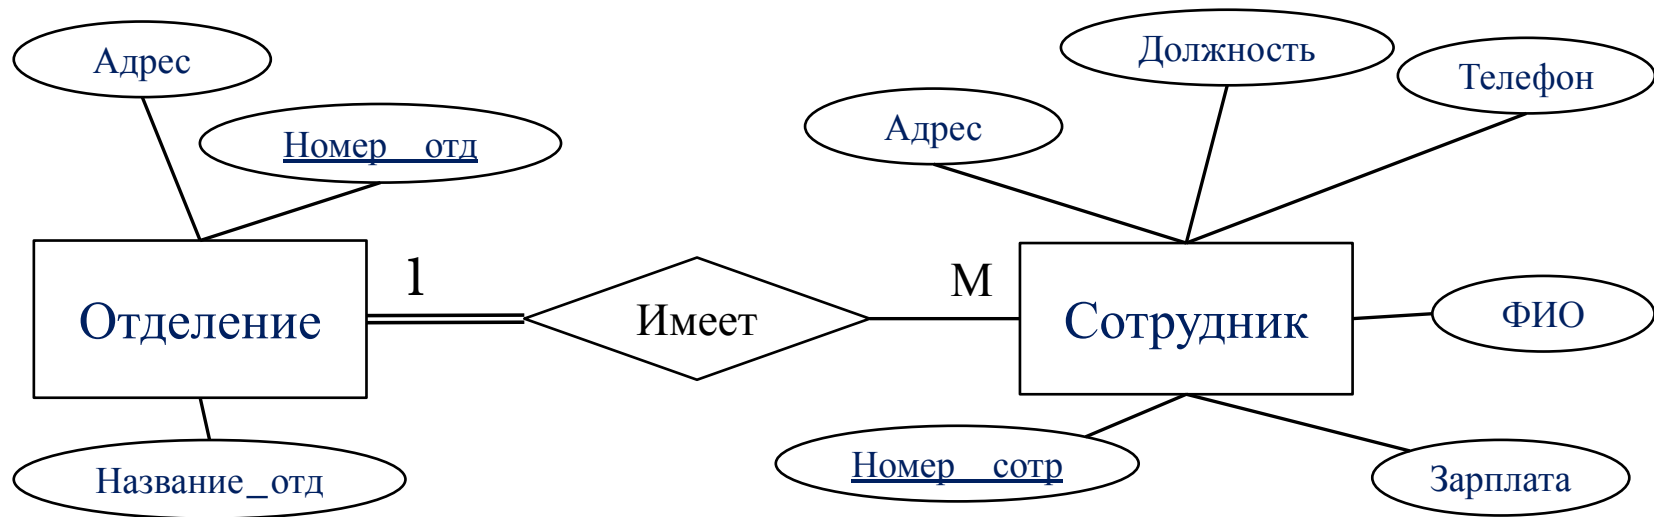 Адрес
Номер_отд
Название_отд
Отделение
1
Имеет
М
Сотрудник
Адрес
Должность
Телефон
ФИО
Номер_сотр
Зарплата